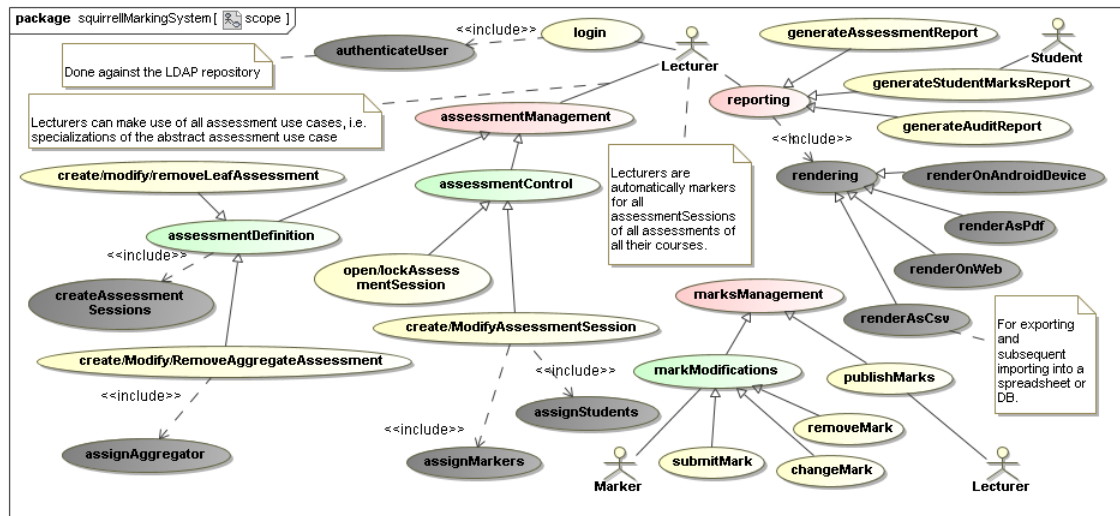 package squirrellMarkingSystem[ scope ]
<<include>>
login
authenticateUser
Lecturer
generateAssessmentReport
Student
Done against the LDAP repository
generateStudentMarksReport
reporting
Lecturers can make use of all assessment use cases, i.e.
specializations of the abstract assessment use case
assessmentManagement
generateAuditReport
<<include>>
create/modify/removeLeafAssessment
assessmentControl
Lecturers are
automatically markers
for all
assessmentSessions
of all assessments of
all their courses.
rendering
renderOnAndroidDevice
assessmentDefinition
renderAsPdf
<<include>>
open/lockAssess
mentSession
renderOnWeb
createAssessment
Sessions
marksManagement
renderAsCsv
For exporting
and
subsequent
importing into a
spreadsheet or
DB.
create/ModifyAssessmentSession
create/Modify/RemoveAggregateAssessment
markModifications
publishMarks
<<include>>
<<include>>
assignStudents
removeMark
<<include>>
assignAggregator
assignMarkers
submitMark
changeMark
Marker
Lecturer